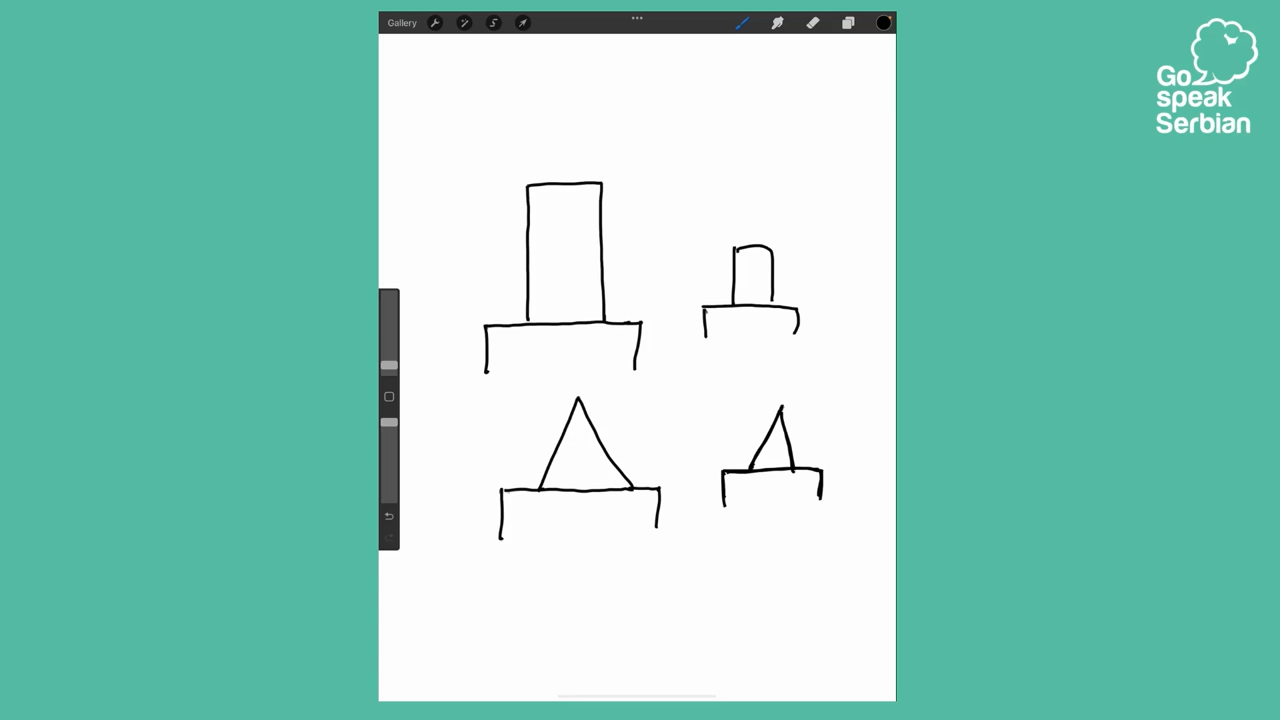 Gallery
Go
speak
Serbian
Д д
Д д